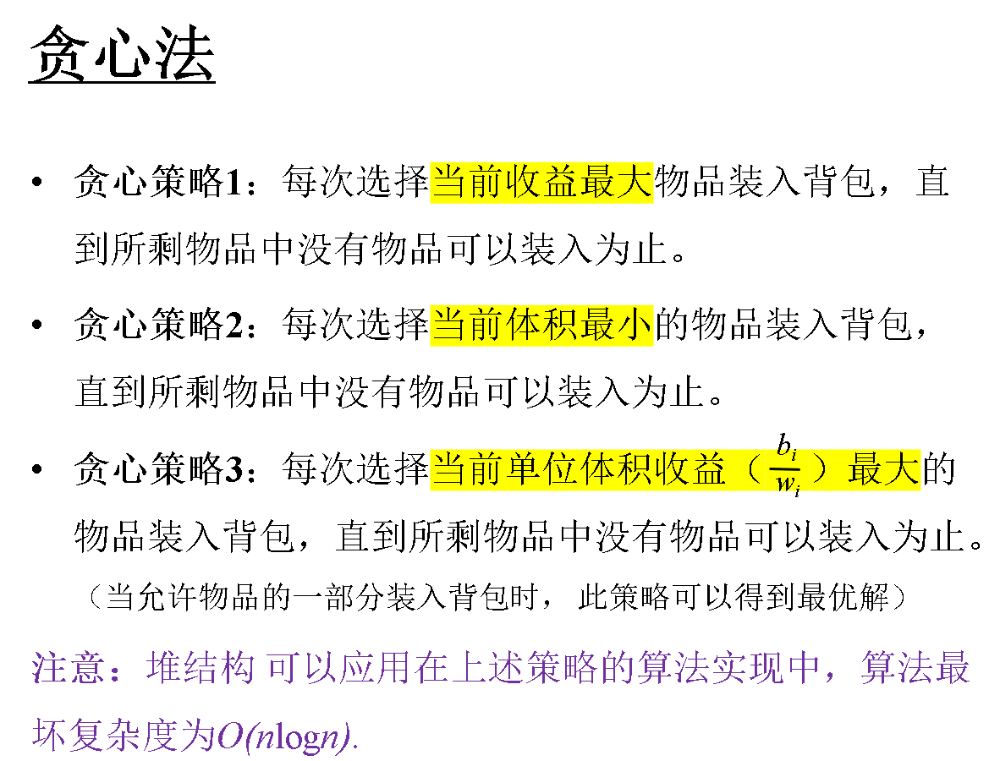 贪心法
• 贪心策略1：每次选择当前收益最大物品装入背包，直
到所剩物品中没有物品可以装入为止。
• 贪心策略2：每次选择当前体积最小的物品装入背包，
直到所剩物品中没有物品可以装入为止。
• 贪心策略3：每次选择当前单位体积收益（b_i/w_i）最大的
物品装入背包，直到所剩物品中没有物品可以装入为止。
（当允许物品的一部分装入背包时， 此策略可以得到最优解）
注意：堆结构 可以应用在上述策略的算法实现中，算法最
坏复杂度为O(nlogn).